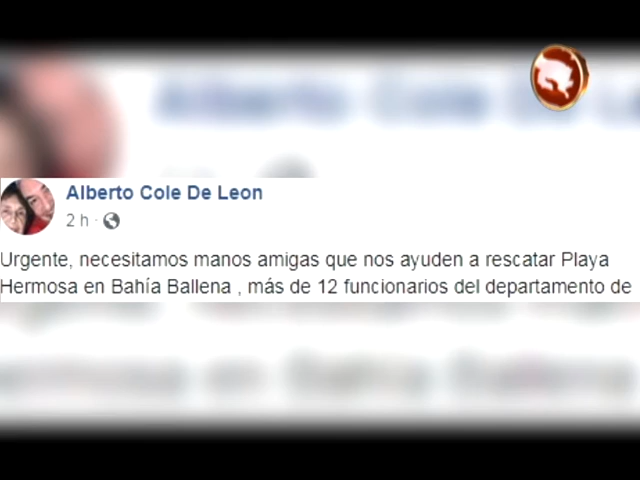 Alberto Cole De Leon
2 h ·
Urgente, necesitamos manos amigas que nos ayuden a rescatar Playa
Hermosa en Bahía Ballena , más de 12 funcionarios del departamento de